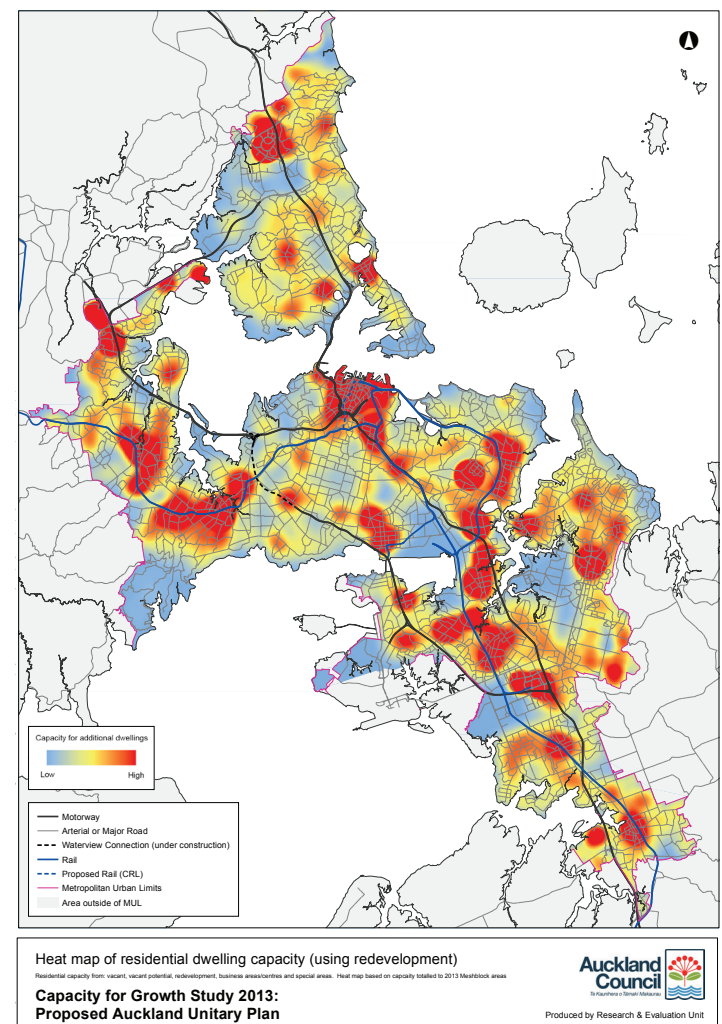 Capacity for additional dwellings
Low High
Motorway
Arterial or Major Road
Waterview Connection (under construction)
Rail
Proposed Rail (CRL)
Metropolitan Urban Limits
Area outside of MUL
Heat map of residential dwelling capacity (using redevelopment)
Residential capacity from: vacant, vacant potential, redevelopment, business areas/centres and special areas. Heat map based on capcaity totalled to 2013 Meshblock areas
Capacity for Growth Study 2013:
Proposed Auckland Unitary Plan
Auckland
Council
Te Kaunihera o Tāmaki Makaurau
Produced by Research & Evaluation Unit